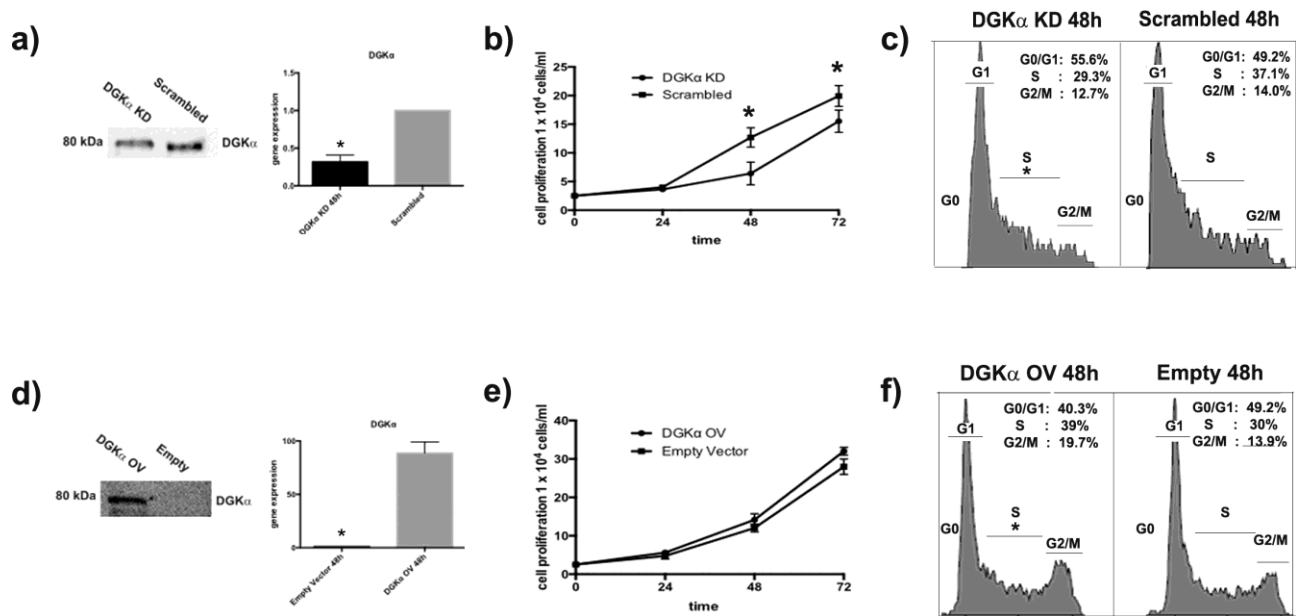 a)
DGKα KD
Scrambled
80 kDa
DGKα
DGKα
gene expression
1.5
1.0
0.5
0.0
*
DGKα KD 48h
Scrambled
b)
cell proliferation 1 x 10⁴ cells/ml
25
20
15
10
5
0
DGKα KD
Scrambled
*
*
0 24 48 72
time
c)
DGKα KD 48h
G0/G1: 55.6%
S : 29.3%
G2/M : 12.7%
G1
S
*
G0
G2/M
Scrambled 48h
G0/G1: 49.2%
S : 37.1%
G2/M : 14.0%
G1
S
G0
G2/M
d)
DGKα OV
Empty
80 kDa
DGKα
DGKα
gene expression
100
50
0
*
Empty Vector 48h
DGKα OV 48h
e)
cell proliferation 1 x 10⁴ cells/ml
40
30
20
10
0
DGKα OV
Empty Vector
0 24 48 72
time
f)
DGKα OV 48h
G0/G1: 40.3%
S : 39%
G2/M : 19.7%
G1
S
*
G0
G2/M
Empty 48h
G0/G1: 49.2%
S : 30%
G2/M : 13.9%
G1
S
G0
G2/M